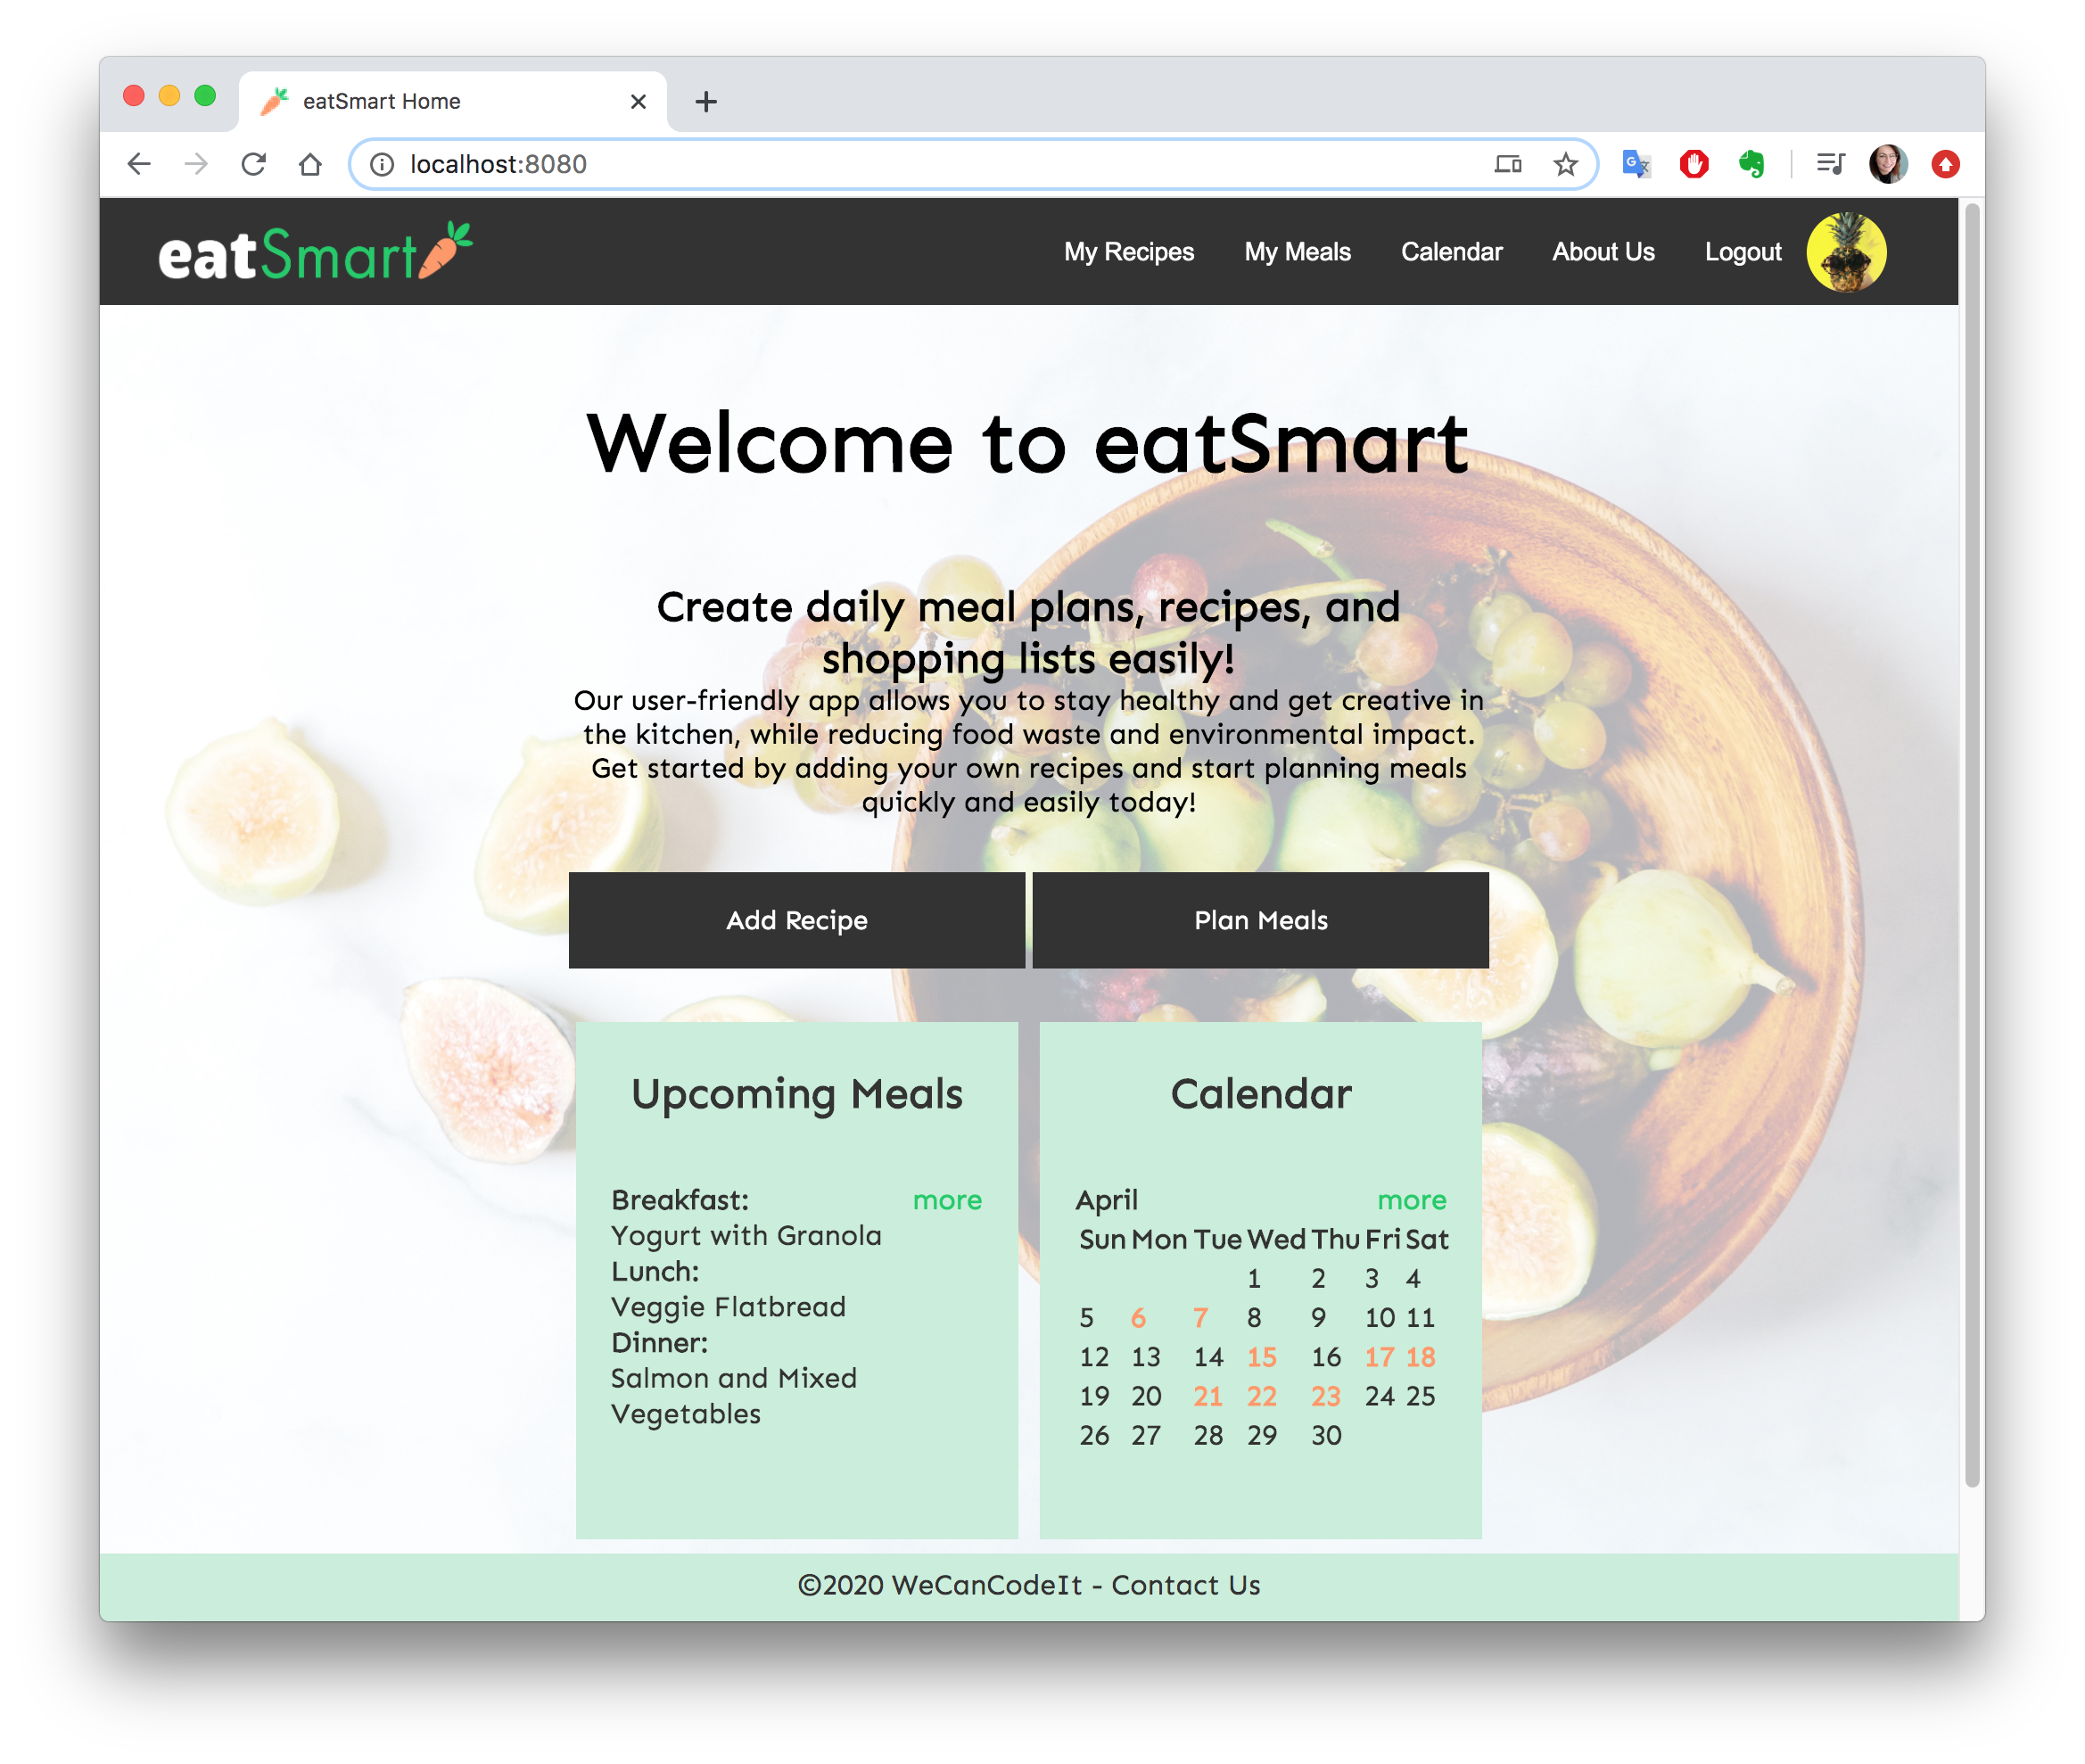 eatSmart Home
localhost:8080
eatSmart
My Recipes My Meals Calendar About Us Logout
Welcome to eatSmart
Create daily meal plans, recipes, and
shopping lists easily!
Our user-friendly app allows you to stay healthy and get creative in
the kitchen, while reducing food waste and environmental impact.
Get started by adding your own recipes and start planning meals
quickly and easily today!
Add Recipe Plan Meals
Upcoming Meals
Breakfast: more
Yogurt with Granola
Lunch:
Veggie Flatbread
Dinner:
Salmon and Mixed
Vegetables
Calendar
April more
Sun Mon Tue Wed Thu Fri Sat
1 2 3 4
5 6 7 8 9 10 11
12 13 14 15 16 17 18
19 20 21 22 23 24 25
26 27 28 29 30
©2020 WeCanCodeIt - Contact Us